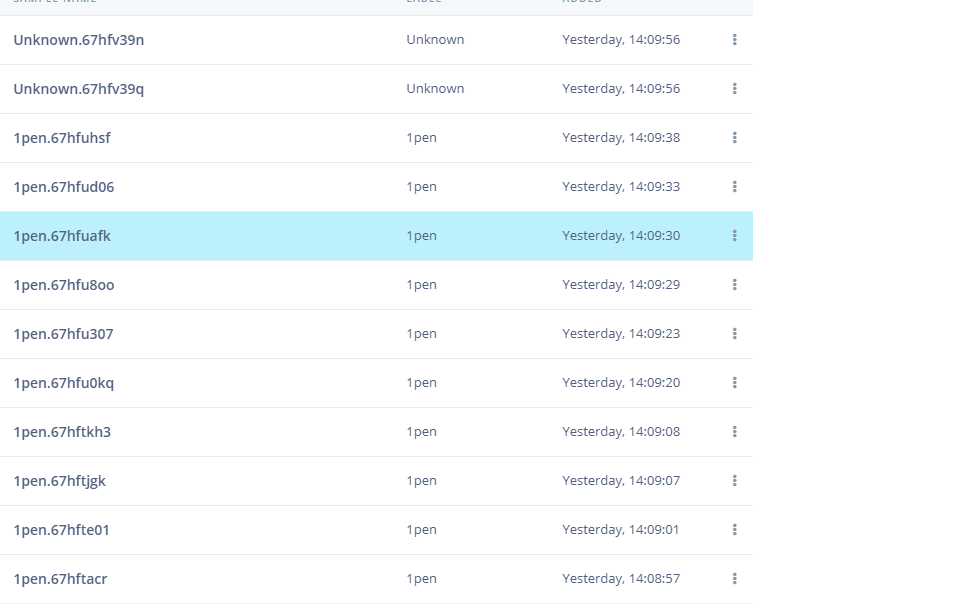 SAMPLE NAME LABEL ADDED
Unknown.67hfv39n Unknown Yesterday, 14:09:56
Unknown.67hfv39q Unknown Yesterday, 14:09:56
1pen.67hfuhsf 1pen Yesterday, 14:09:38
1pen.67hfud06 1pen Yesterday, 14:09:33
1pen.67hfuafk 1pen Yesterday, 14:09:30
1pen.67hfu8oo 1pen Yesterday, 14:09:29
1pen.67hfu307 1pen Yesterday, 14:09:23
1pen.67hfu0kq 1pen Yesterday, 14:09:20
1pen.67hftkh3 1pen Yesterday, 14:09:08
1pen.67hftjgk 1pen Yesterday, 14:09:07
1pen.67hfte01 1pen Yesterday, 14:09:01
1pen.67hftacr 1pen Yesterday, 14:08:57